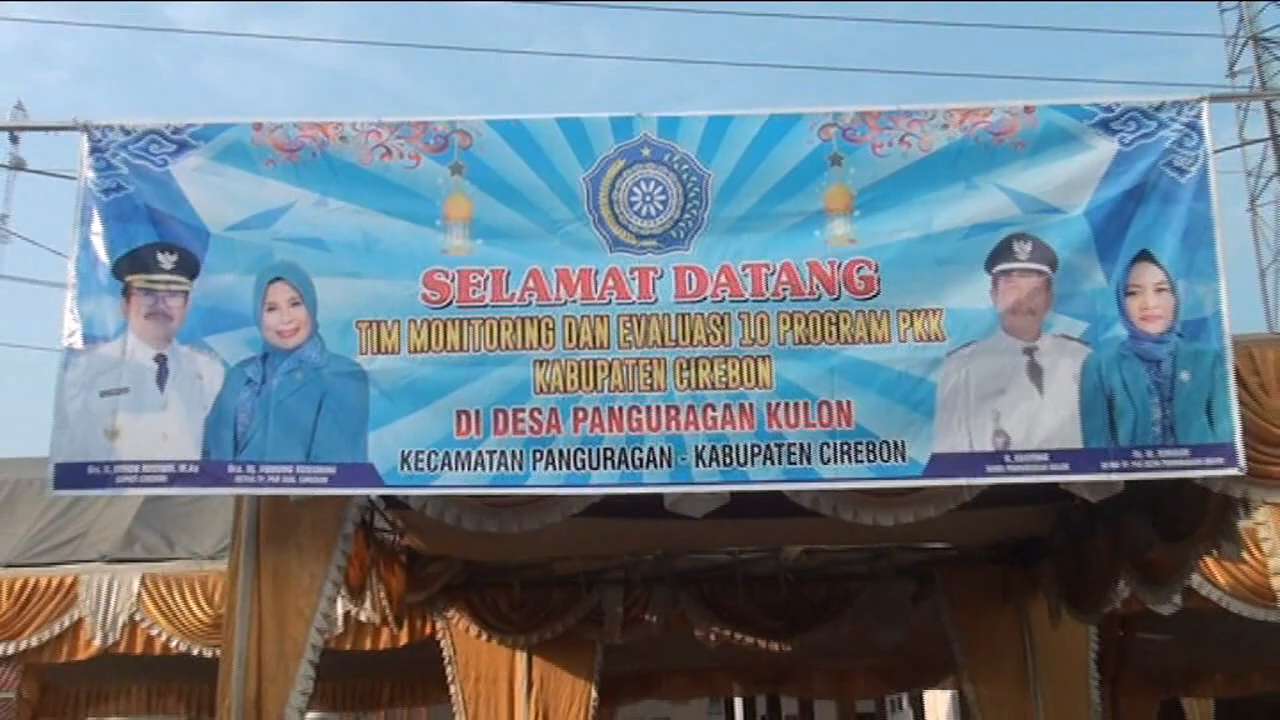 SELAMAT DATANG
TIM MONITORING DAN EVALUASI 10 PROGRAM PKK
KABUPATEN CIREBON
DI DESA PANGURAGAN KULON
KECAMATAN PANGURAGAN - KABUPATEN CIREBON